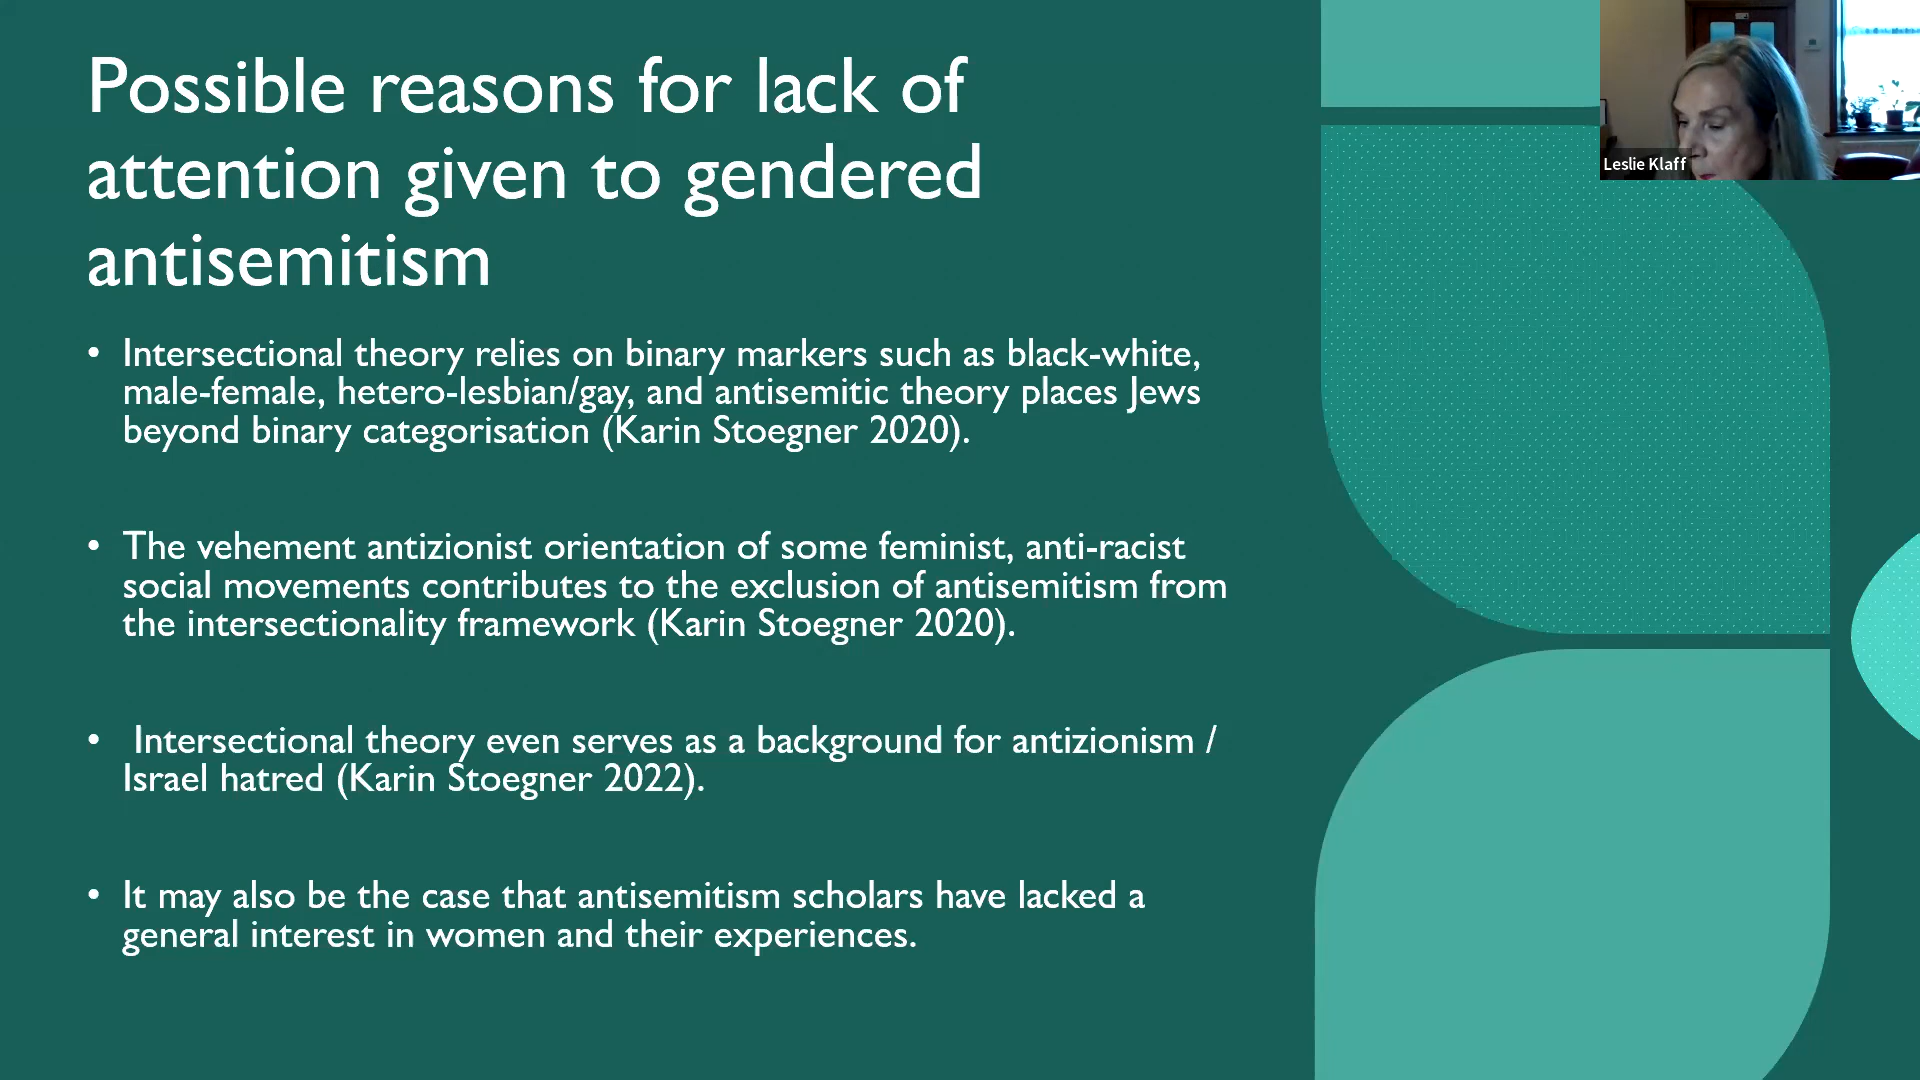 Possible reasons for lack of
attention given to gendered
antisemitism
• Intersectional theory relies on binary markers such as black-white,
male-female, hetero-lesbian/gay, and antisemitic theory places Jews
beyond binary categorisation (Karin Stoegner 2020).
• The vehement antizionist orientation of some feminist, anti-racist
social movements contributes to the exclusion of antisemitism from
the intersectionality framework (Karin Stoegner 2020).
• Intersectional theory even serves as a background for antizionism /
Israel hatred (Karin Stoegner 2022).
• It may also be the case that antisemitism scholars have lacked a
general interest in women and their experiences.
Leslie Klaff